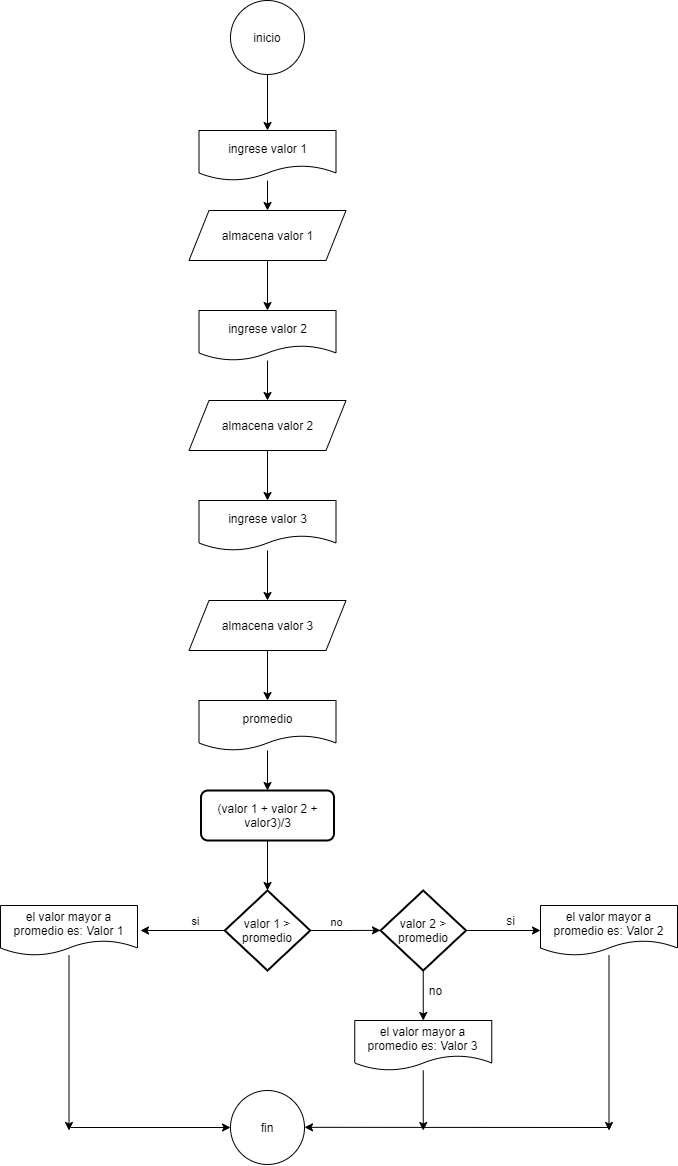 inicio
ingrese valor 1
almacena valor 1
ingrese valor 2
almacena valor 2
ingrese valor 3
almacena valor 3
promedio
(valor 1 + valor 2 +
valor3)/3
valor 1 >
promedio
si
el valor mayor a
promedio es: Valor 1
no
valor 2 >
promedio
si
el valor mayor a
promedio es: Valor 2
no
el valor mayor a
promedio es: Valor 3
fin